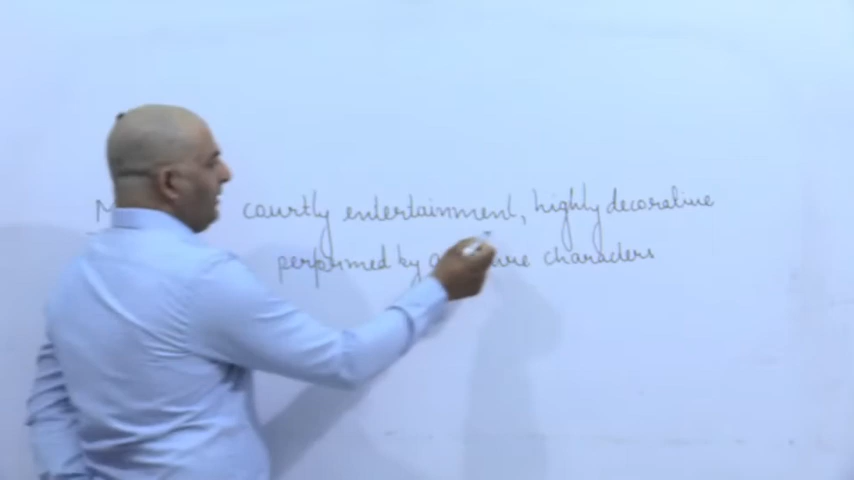 courtly entertainment, highly decorative
performed by characters